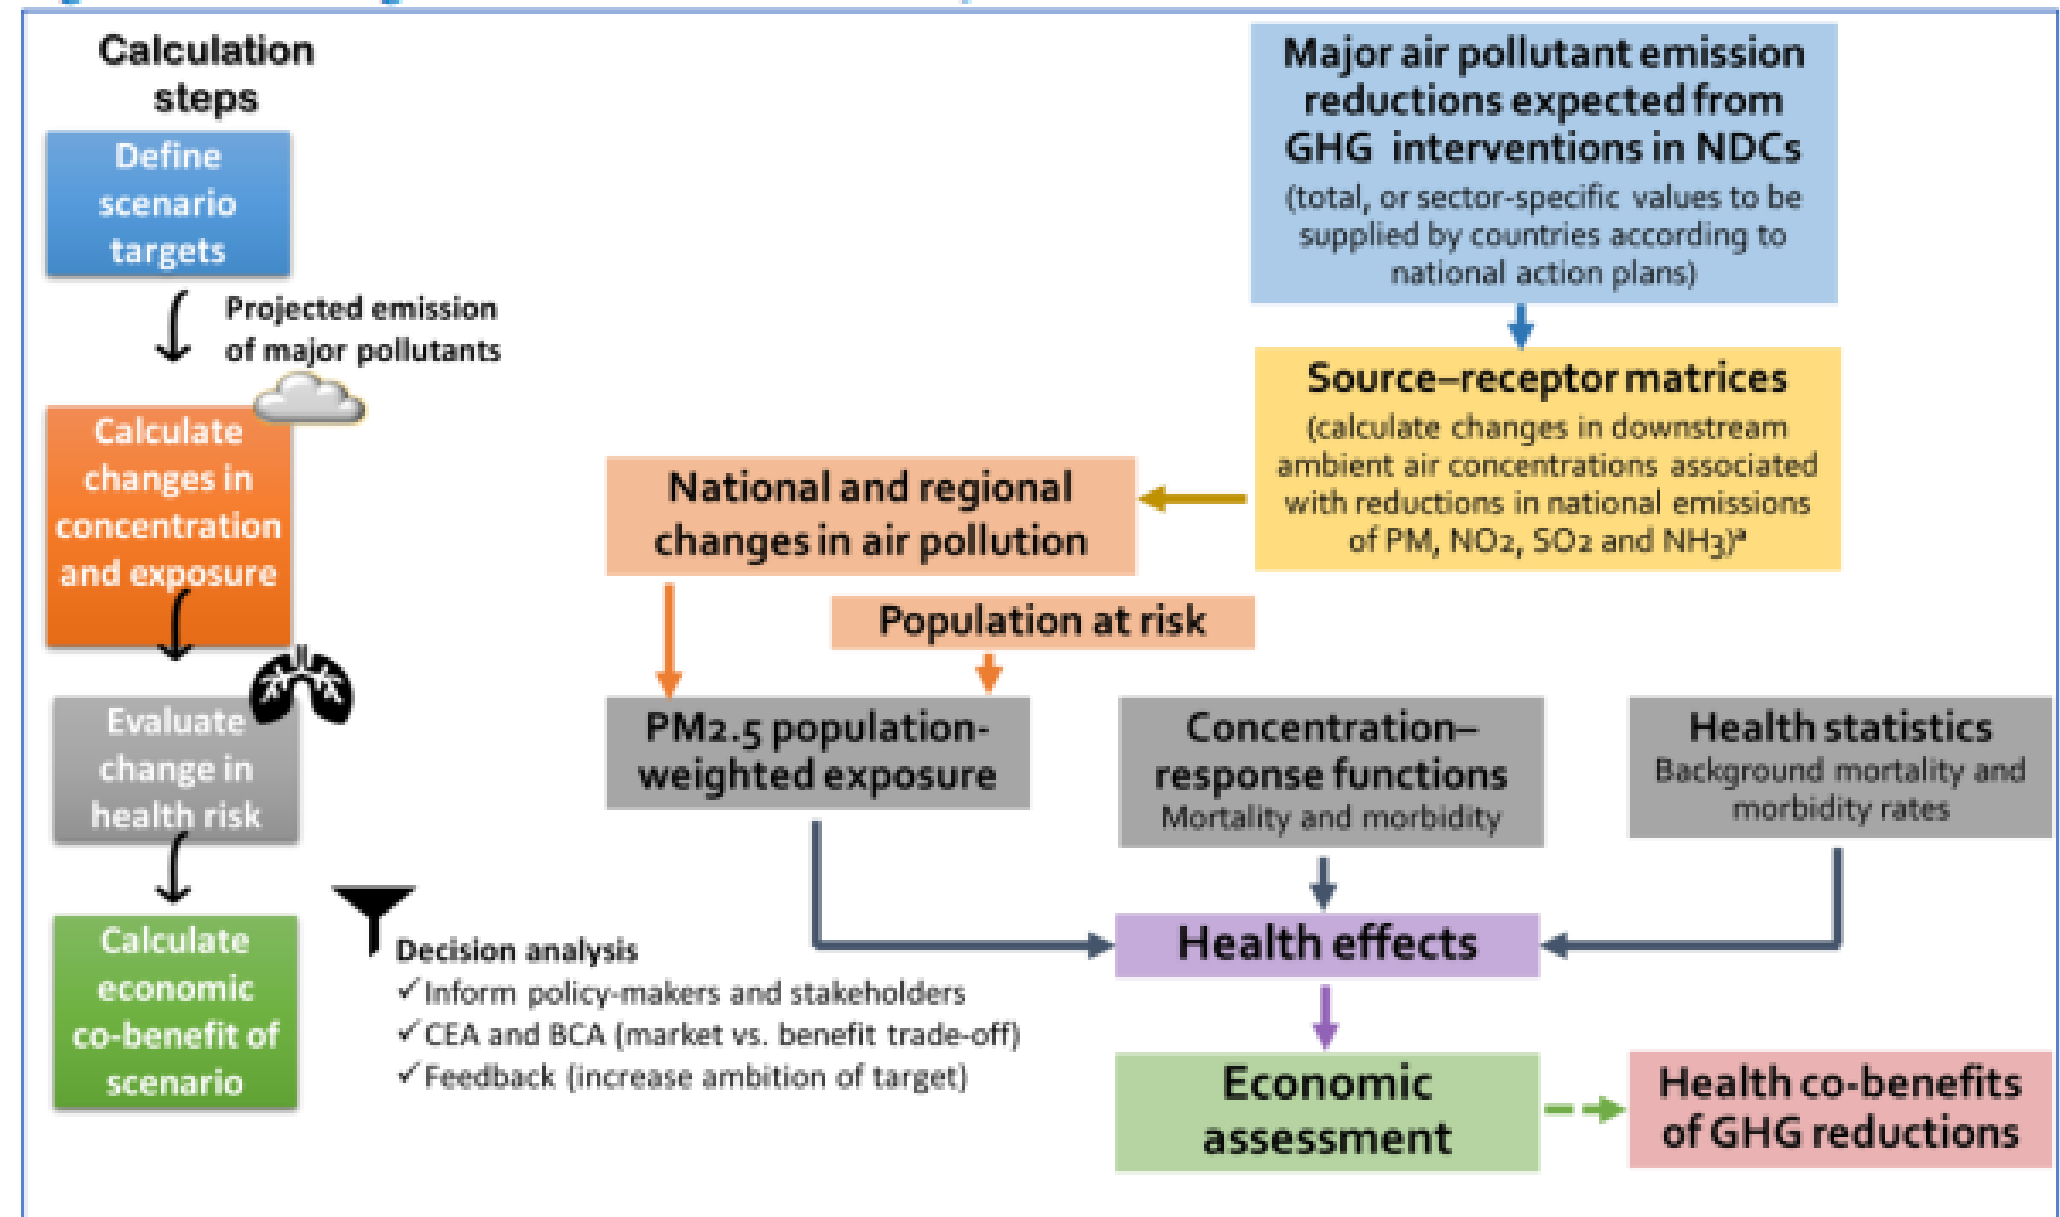 Calculation
steps
Define
scenario
targets
Projected emission
of major pollutants
Calculate
changes in
concentration
and exposure
Evaluate
change in
health risk
Calculate
economic
co-benefit of
scenario
Decision analysis
✓Inform policy-makers and stakeholders
✓CEA and BCA (market vs. benefit trade-off)
✓Feedback (increase ambition of target)
Major air pollutant emission
reductions expected from
GHG interventions in NDCs
(total, or sector-specific values to be
supplied by countries according to
national action plans)
Source–receptor matrices
(calculate changes in downstream
ambient air concentrations associated
with reductions in national emissions
of PM, NO2, SO2 and NH3)ª
National and regional
changes in air pollution
Population at risk
PM2.5 population-
weighted exposure
Concentration–
response functions
Mortality and morbidity
Health statistics
Background mortality and
morbidity rates
Health effects
Economic
assessment
Health co-benefits
of GHG reductions